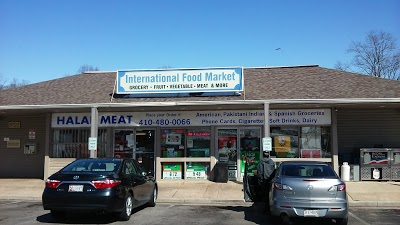 International Food Market
GROCERY - FRUIT - VEGETABLE - MEAT & MORE
HALAL MEAT
410-480-0066
American, Pakistani Indian & Spanish Groceries
Phone Cards, Cigarette, Soft Drinks, Dairy